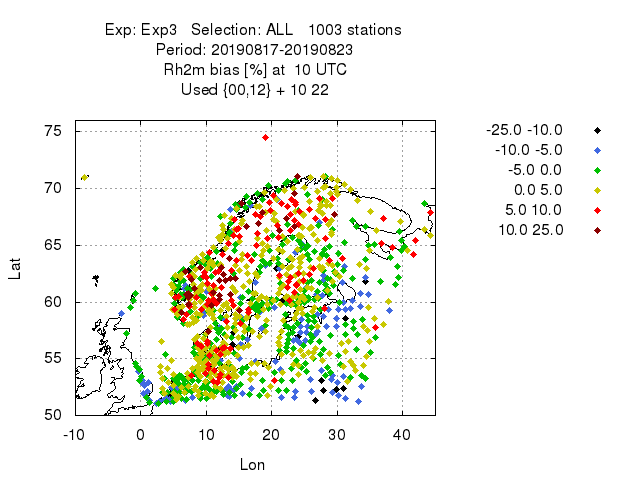 Exp: Exp3   Selection: ALL   1003 stations
Period: 20190817-20190823
Rh2m bias [%] at  10 UTC
Used {00,12} + 10 22
-25.0 -10.0
-10.0 -5.0
-5.0 0.0
0.0 5.0
5.0 10.0
10.0 25.0
75
70
65
60
55
50
Lat
-10 0 10 20 30 40
Lon